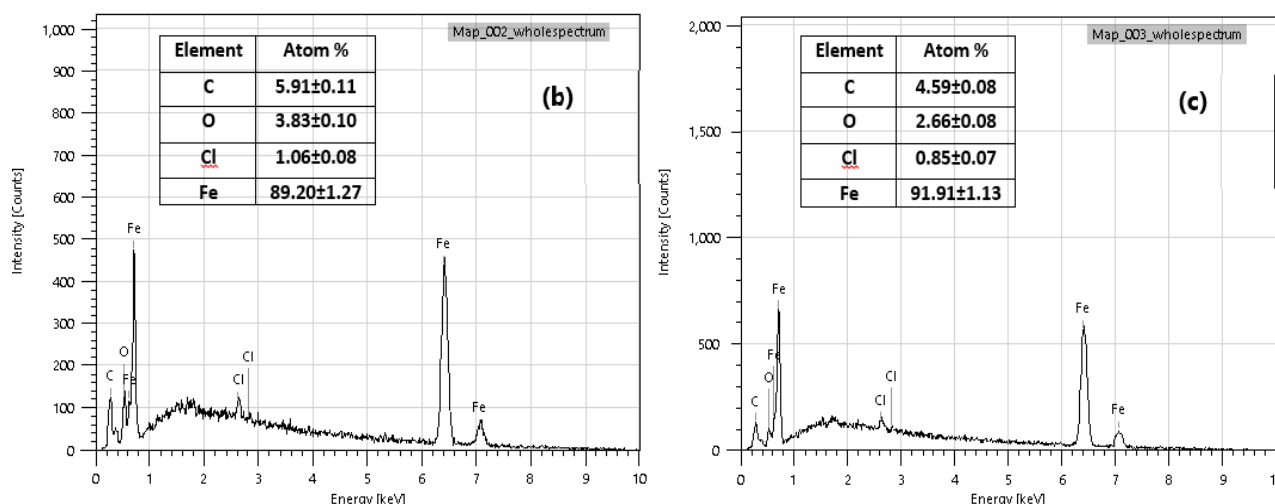 Map_002_wholespectrum
Element Atom %
C 5.91±0.11
O 3.83±0.10
Cl 1.06±0.08
Fe 89.20±1.27
(b)
1,000
900
800
700
600
500
400
300
200
100
0
Intensity [Counts]
C
O
Fe
Fe
Cl
Cl
Fe
Fe
0 1 2 3 4 5 6 7 8 9 10
Energy [keV]
Map_003_wholespectrum
Element Atom %
C 4.59±0.08
O 2.66±0.08
Cl 0.85±0.07
Fe 91.91±1.13
(c)
2,000
1,500
1,000
500
0
Intensity [Counts]
C
O
Fe
Fe
Cl
Cl
Fe
Fe
0 1 2 3 4 5 6 7 8 9
Energy [keV]